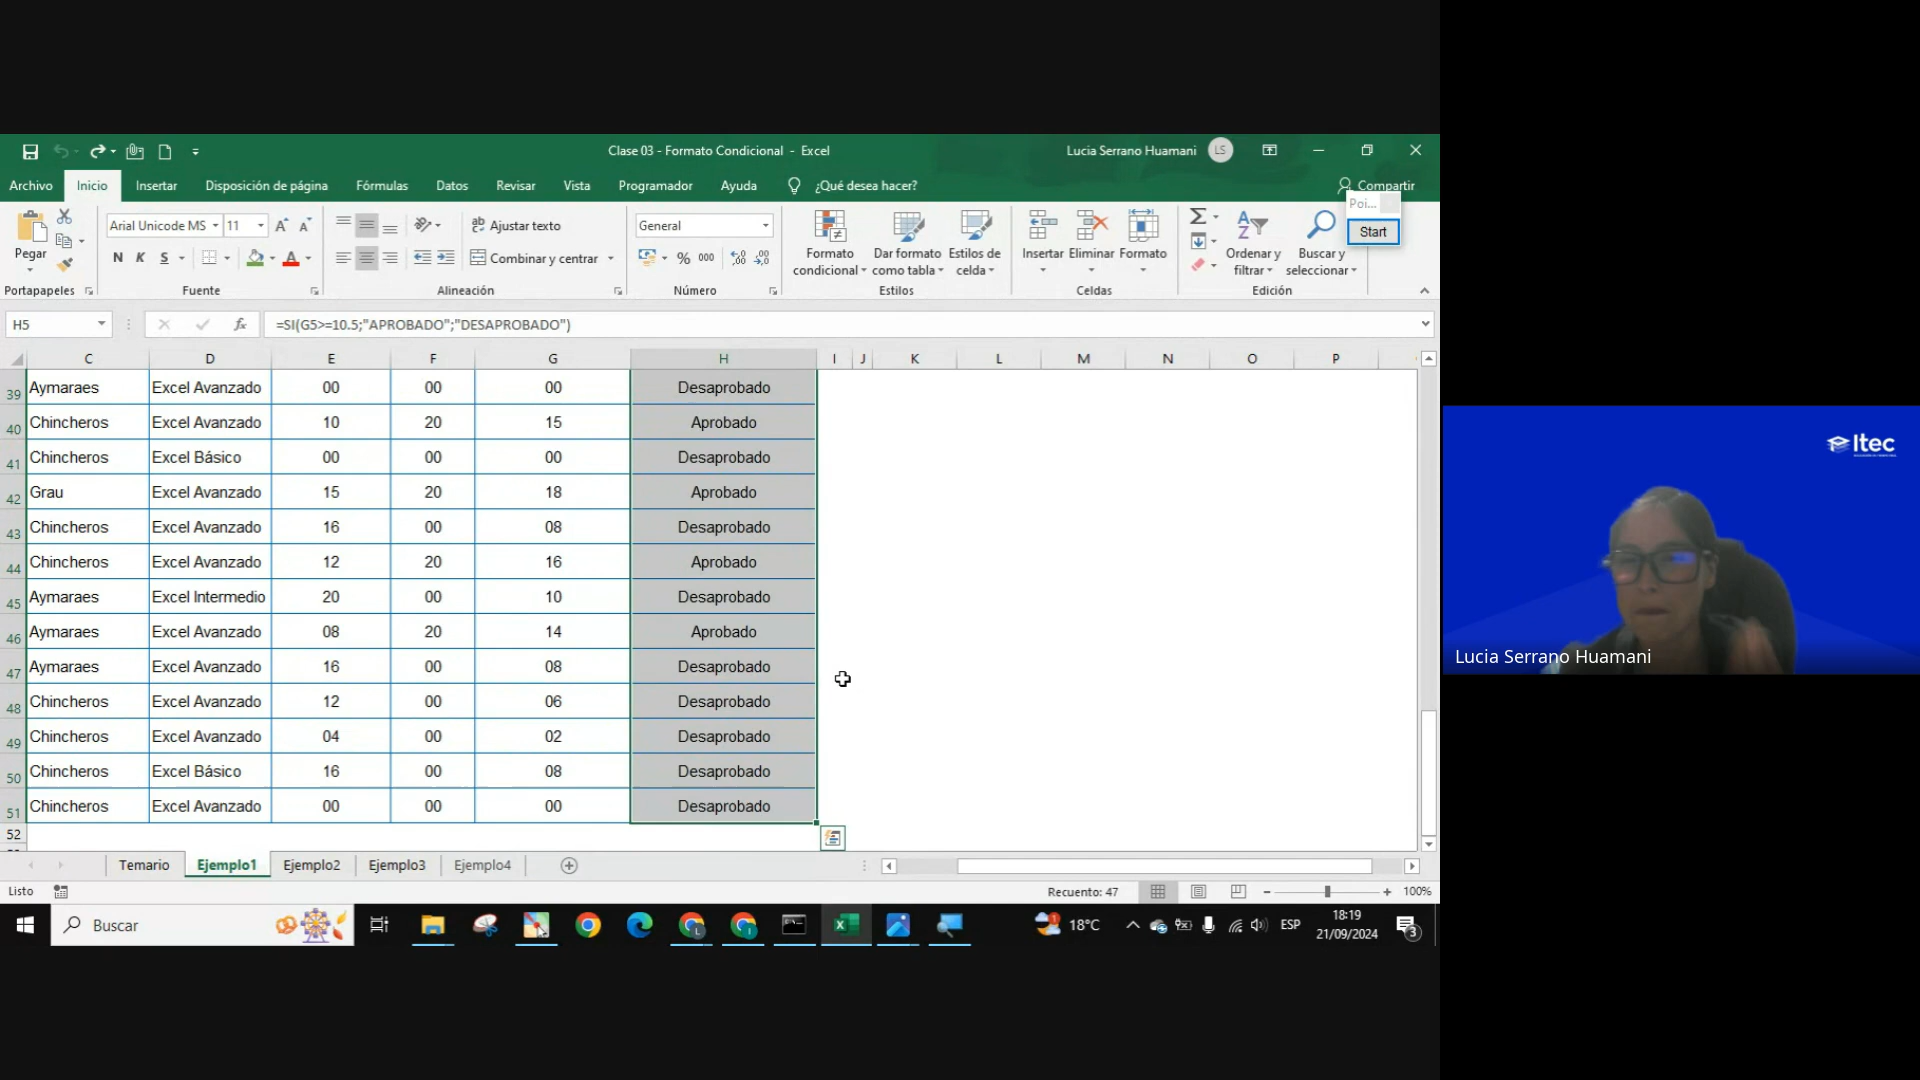 Clase 03 - Formato Condicional - Excel
Lucia Serrano Huamani
LS
Archivo Inicio Insertar Disposición de página Fórmulas Datos Revisar Vista Programador Ayuda ¿Qué desea hacer? Compartir
Poi...
Start
Pegar
Arial Unicode MS 11
Ajustar texto
General
N K S
Combinar y centrar
% 000
Formato condicional
Dar formato como tabla
Estilos de celda
Insertar Eliminar Formato
Ordenar y filtrar
Buscar y seleccionar
Portapapeles Fuente Alineación Número Estilos Celdas Edición
H5 fx =SI(G5>=10.5;"APROBADO";"DESAPROBADO")
C D E F G H I J K L M N O P
39 Aymaraes Excel Avanzado 00 00 00 Desaprobado
40 Chincheros Excel Avanzado 10 20 15 Aprobado
41 Chincheros Excel Básico 00 00 00 Desaprobado
42 Grau Excel Avanzado 15 20 18 Aprobado
43 Chincheros Excel Avanzado 16 00 08 Desaprobado
44 Chincheros Excel Avanzado 12 20 16 Aprobado
45 Aymaraes Excel Intermedio 20 00 10 Desaprobado
46 Aymaraes Excel Avanzado 08 20 14 Aprobado
47 Aymaraes Excel Avanzado 16 00 08 Desaprobado
48 Chincheros Excel Avanzado 12 00 06 Desaprobado
49 Chincheros Excel Avanzado 04 00 02 Desaprobado
50 Chincheros Excel Básico 16 00 08 Desaprobado
51 Chincheros Excel Avanzado 00 00 00 Desaprobado
52
Temario Ejemplo1 Ejemplo2 Ejemplo3 Ejemplo4
Listo
Recuento: 47
100%
Buscar
18°C
ESP
18:19
21/09/2024
3
Itec
Lucia Serrano Huamani